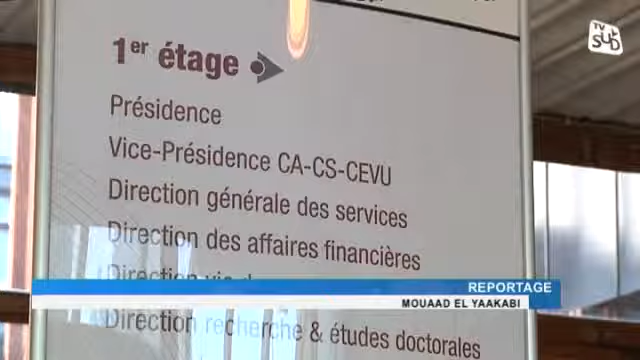 TV
SUD
1er étage
Présidence
Vice-Présidence CA-CS-CEVU
Direction générale des services
Direction des affaires financières
Direction
REPORTAGE
MOUAAD EL YAAKABI
Direction recherche & études doctorales